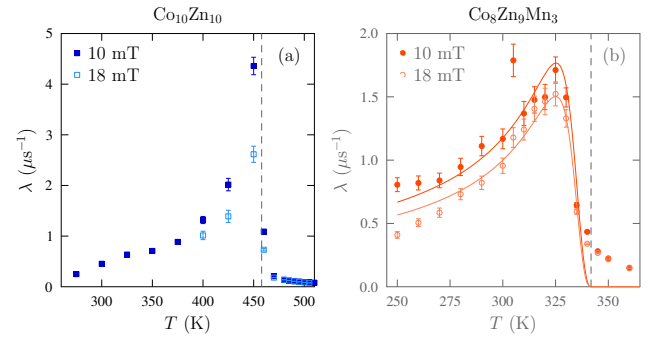 Co₁₀Zn₁₀
Co₈Zn₉Mn₃
(a)
10 mT
18 mT
λ (μs⁻¹)
0
1
2
3
4
5
300
350
400
450
500
T (K)
(b)
10 mT
18 mT
λ (μs⁻¹)
0.0
0.5
1.0
1.5
2.0
250
275
300
325
350
T (K)